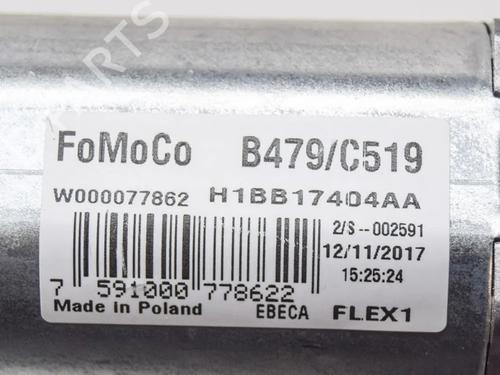 FoMoCo B479/C519
W000077862 H1BB17404AA
2/S--002591
12/11/2017
15:25:24
7 591000 778622
Made in Poland EBECA FLEX1
B-PARTS